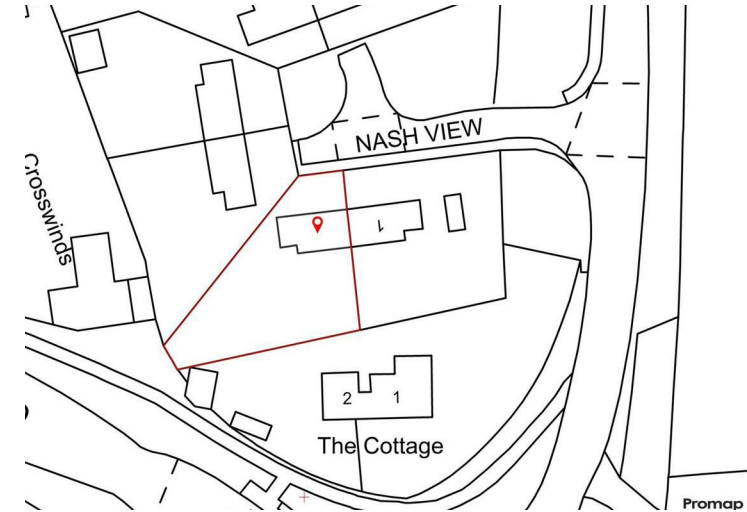 NASH VIEW
Crosswinds
1
2
1
The Cottage
Promap